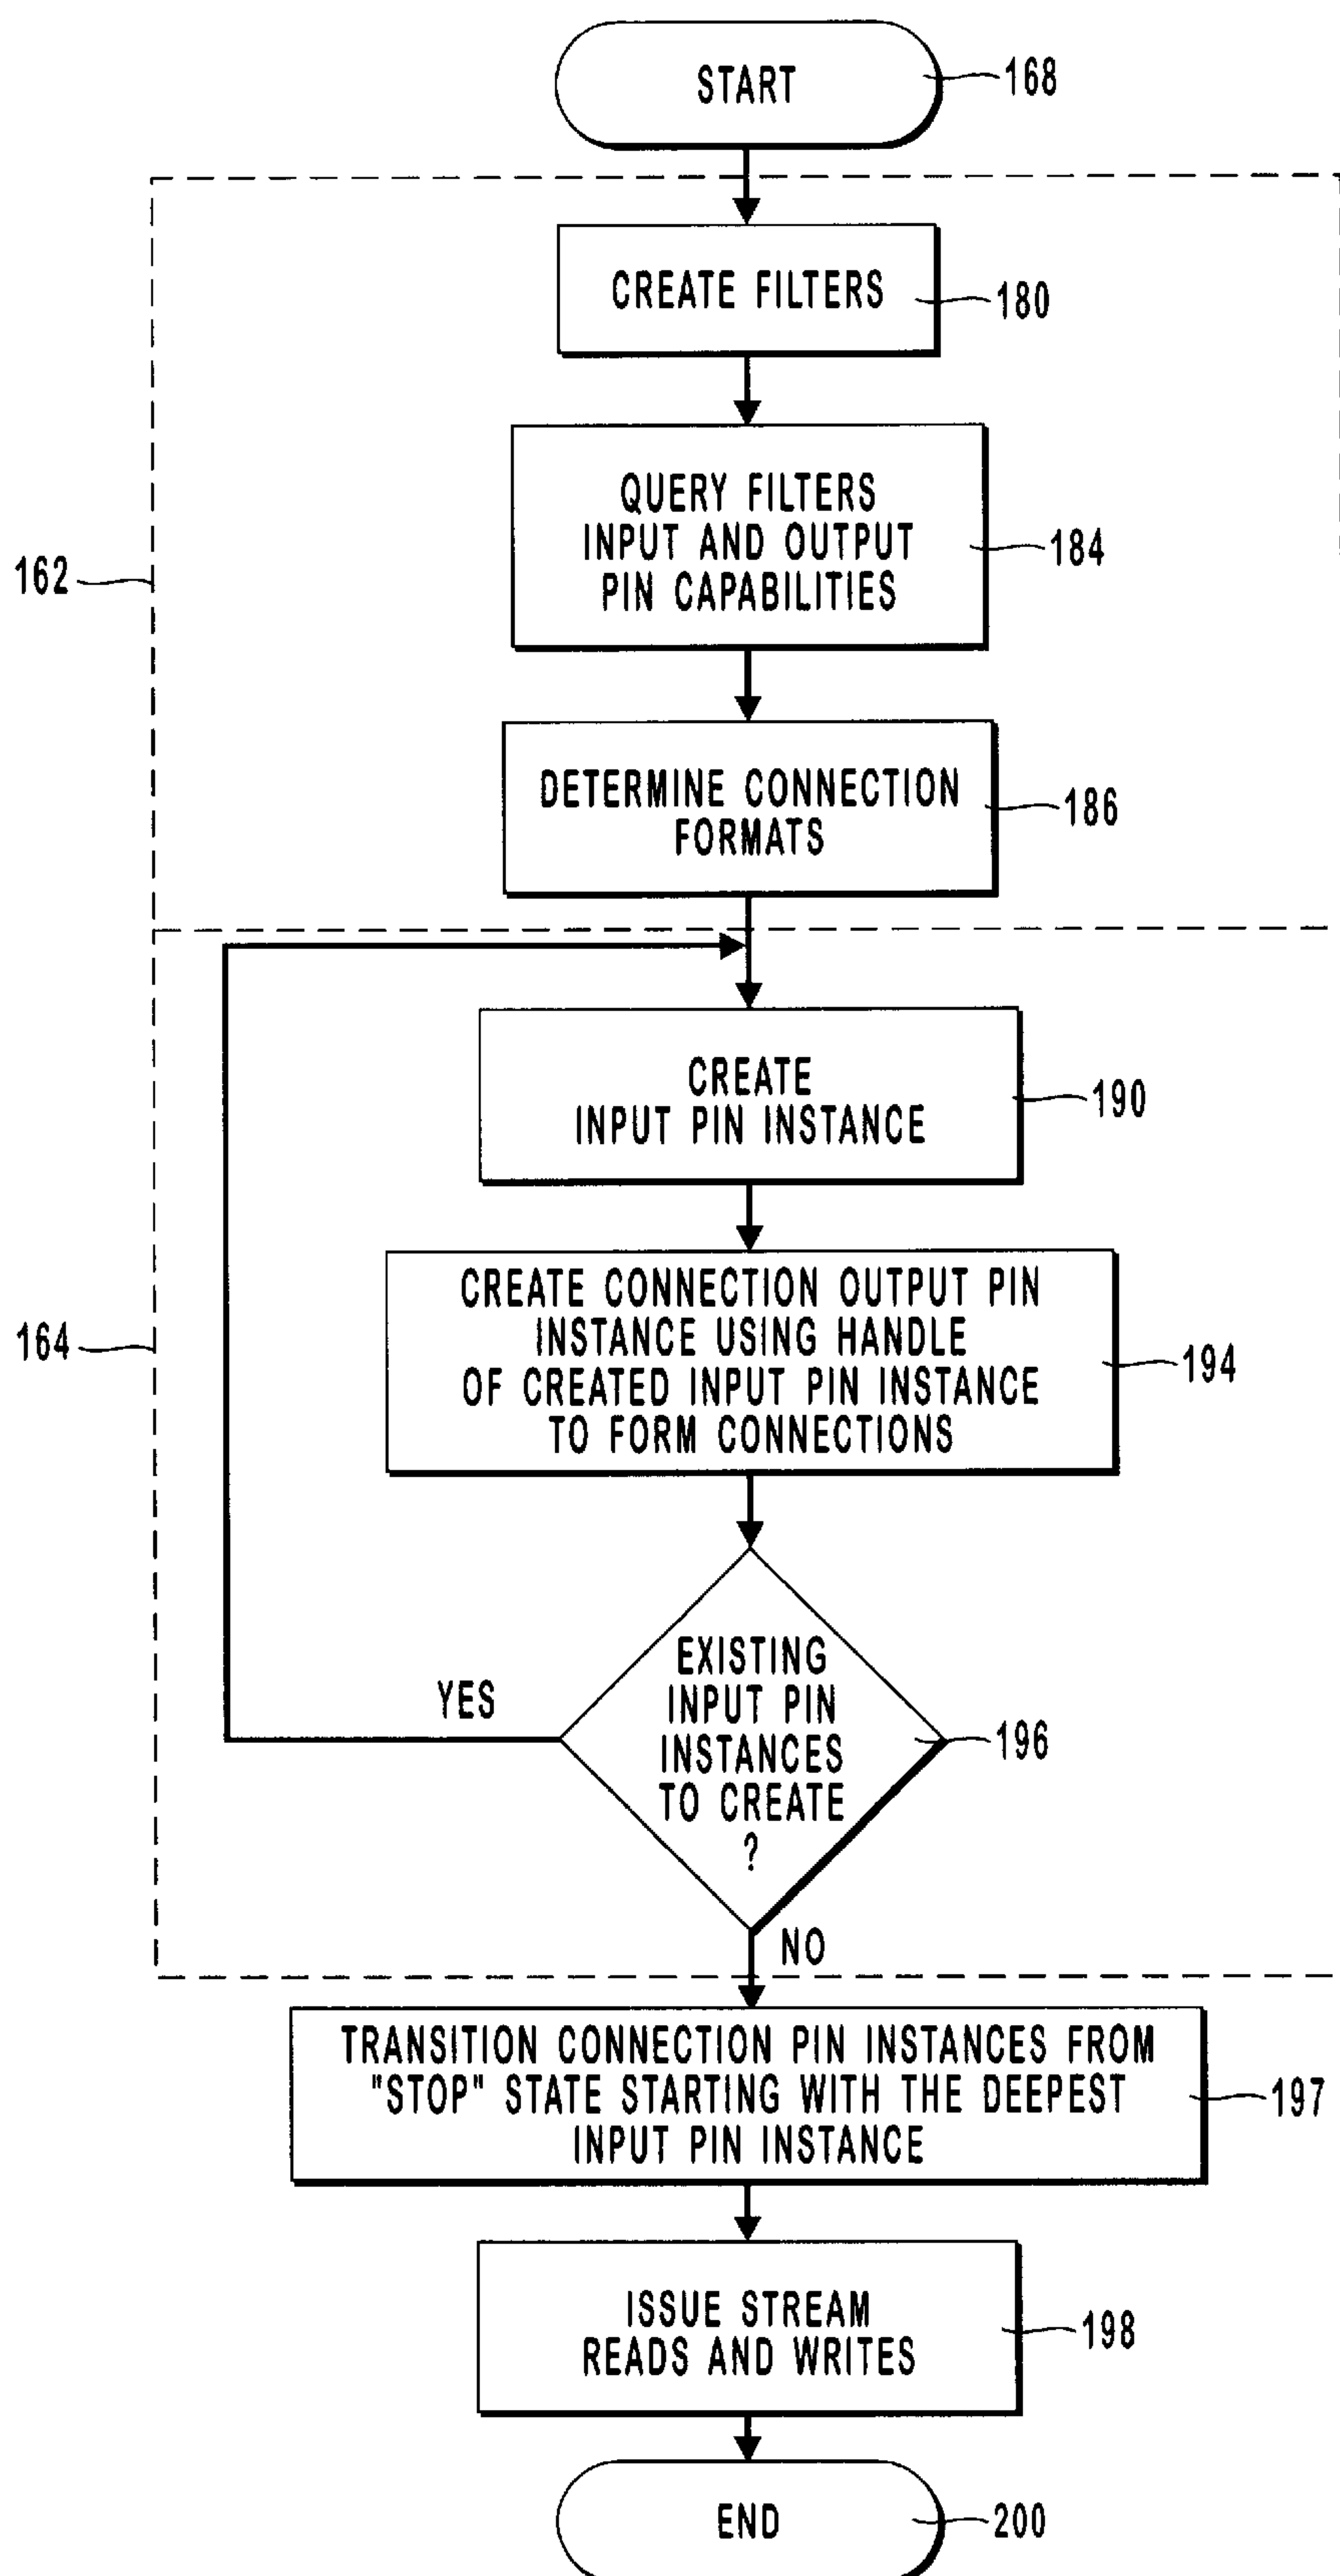 START
168
CREATE FILTERS
180
QUERY FILTERS
INPUT AND OUTPUT
PIN CAPABILITIES
184
162
DETERMINE CONNECTION
FORMATS
186
CREATE
INPUT PIN INSTANCE
190
CREATE CONNECTION OUTPUT PIN
INSTANCE USING HANDLE
OF CREATED INPUT PIN INSTANCE
TO FORM CONNECTIONS
194
164
EXISTING
INPUT PIN
INSTANCES
TO CREATE
?
196
YES
NO
TRANSITION CONNECTION PIN INSTANCES FROM
"STOP" STATE STARTING WITH THE DEEPEST
INPUT PIN INSTANCE
197
ISSUE STREAM
READS AND WRITES
198
END
200